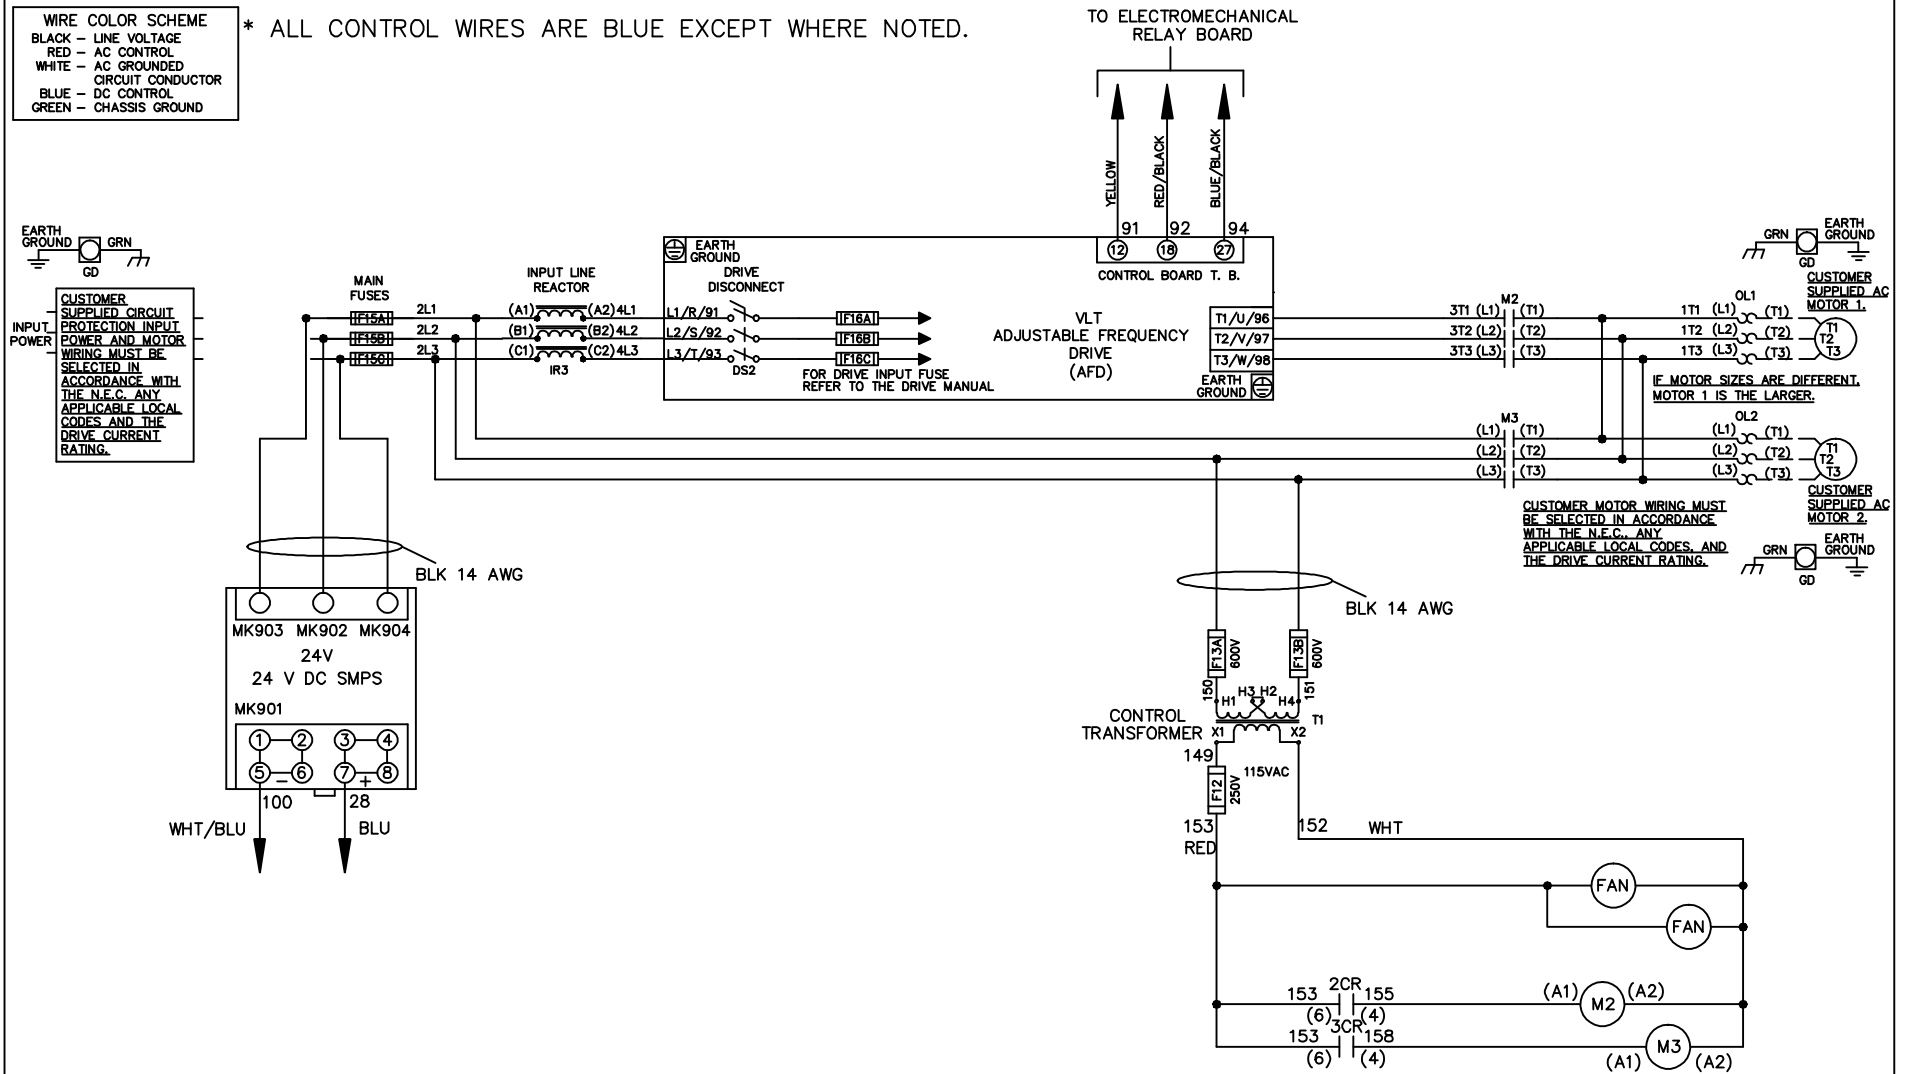 WIRE COLOR SCHEME
BLACK – LINE VOLTAGE
RED – AC CONTROL
WHITE – AC GROUNDED
CIRCUIT CONDUCTOR
BLUE – DC CONTROL
GREEN – CHASSIS GROUND
* ALL CONTROL WIRES ARE BLUE EXCEPT WHERE NOTED.
TO ELECTROMECHANICAL
RELAY BOARD
YELLOW
RED/BLACK
BLUE/BLACK
91 92 94
12 18 27
CONTROL BOARD T. B.
EARTH
GROUND
GRN
GD
INPUT
POWER
CUSTOMER
SUPPLIED CIRCUIT
PROTECTION INPUT
POWER AND MOTOR
WIRING MUST BE
SELECTED IN
ACCORDANCE WITH
THE N.E.C. ANY
APPLICABLE LOCAL
CODES AND THE
DRIVE CURRENT
RATING.
MAIN
FUSES
F15A
F15B
F15C
2L1
2L2
2L3
INPUT LINE
REACTOR
(A1) (A2) 4L1
(B1) (B2) 4L2
(C1) (C2) 4L3
IR3
EARTH
GROUND
DRIVE
DISCONNECT
L1/R/91
L2/S/92
L3/T/93
DS2
F16A
F16B
F16C
FOR DRIVE INPUT FUSE
REFER TO THE DRIVE MANUAL
VLT
ADJUSTABLE FREQUENCY
DRIVE
(AFD)
T1/U/96
T2/V/97
T3/W/98
EARTH
GROUND
M2
3T1 (L1) (T1)
3T2 (L2) (T2)
3T3 (L3) (T3)
OL1
1T1 (L1) (T1)
1T2 (L2) (T2)
1T3 (L3) (T3)
T1
T2
T3
GRN
EARTH
GROUND
GD
CUSTOMER
SUPPLIED AC
MOTOR 1.
IF MOTOR SIZES ARE DIFFERENT,
MOTOR 1 IS THE LARGER.
M3
(L1) (T1)
(L2) (T2)
(L3) (T3)
OL2
(L1) (T1)
(L2) (T2)
(L3) (T3)
T1
T2
T3
CUSTOMER
SUPPLIED AC
MOTOR 2.
CUSTOMER MOTOR WIRING MUST
BE SELECTED IN ACCORDANCE
WITH THE N.E.C., ANY
APPLICABLE LOCAL CODES, AND
THE DRIVE CURRENT RATING.
GRN
EARTH
GROUND
GD
BLK 14 AWG
MK903 MK902 MK904
24V
24 V DC SMPS
MK901
1 2 3 4
5 – 6 7 + 8
100 28
WHT/BLU BLU
BLK 14 AWG
F13A
600V
F13B
600V
150
151
H1 H3 H2 H4
T1
CONTROL
TRANSFORMER
X1 X2
149
115VAC
F12
250V
153
RED
152 WHT
FAN
FAN
2CR
153 155
(6) (4)
(A1) M2 (A2)
3CR
153 158
(6) (4)
(A1) M3 (A2)